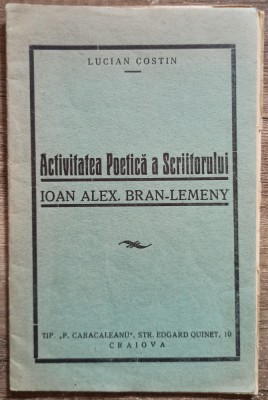 LUCIAN COSTIN
Activitatea Poetică a Scriitorului
IOAN ALEX. BRAN-LEMENY
TIP. „P. CARACALEANU", STR. EDGARD QUINET, 10
CRAIOVA